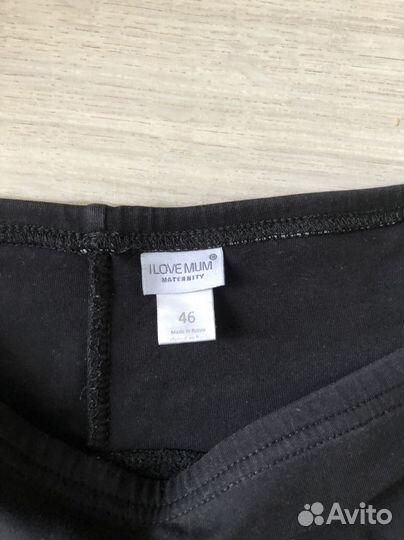 I LOVE MUM®
MATERNITY
46
Made in Russia
Avito